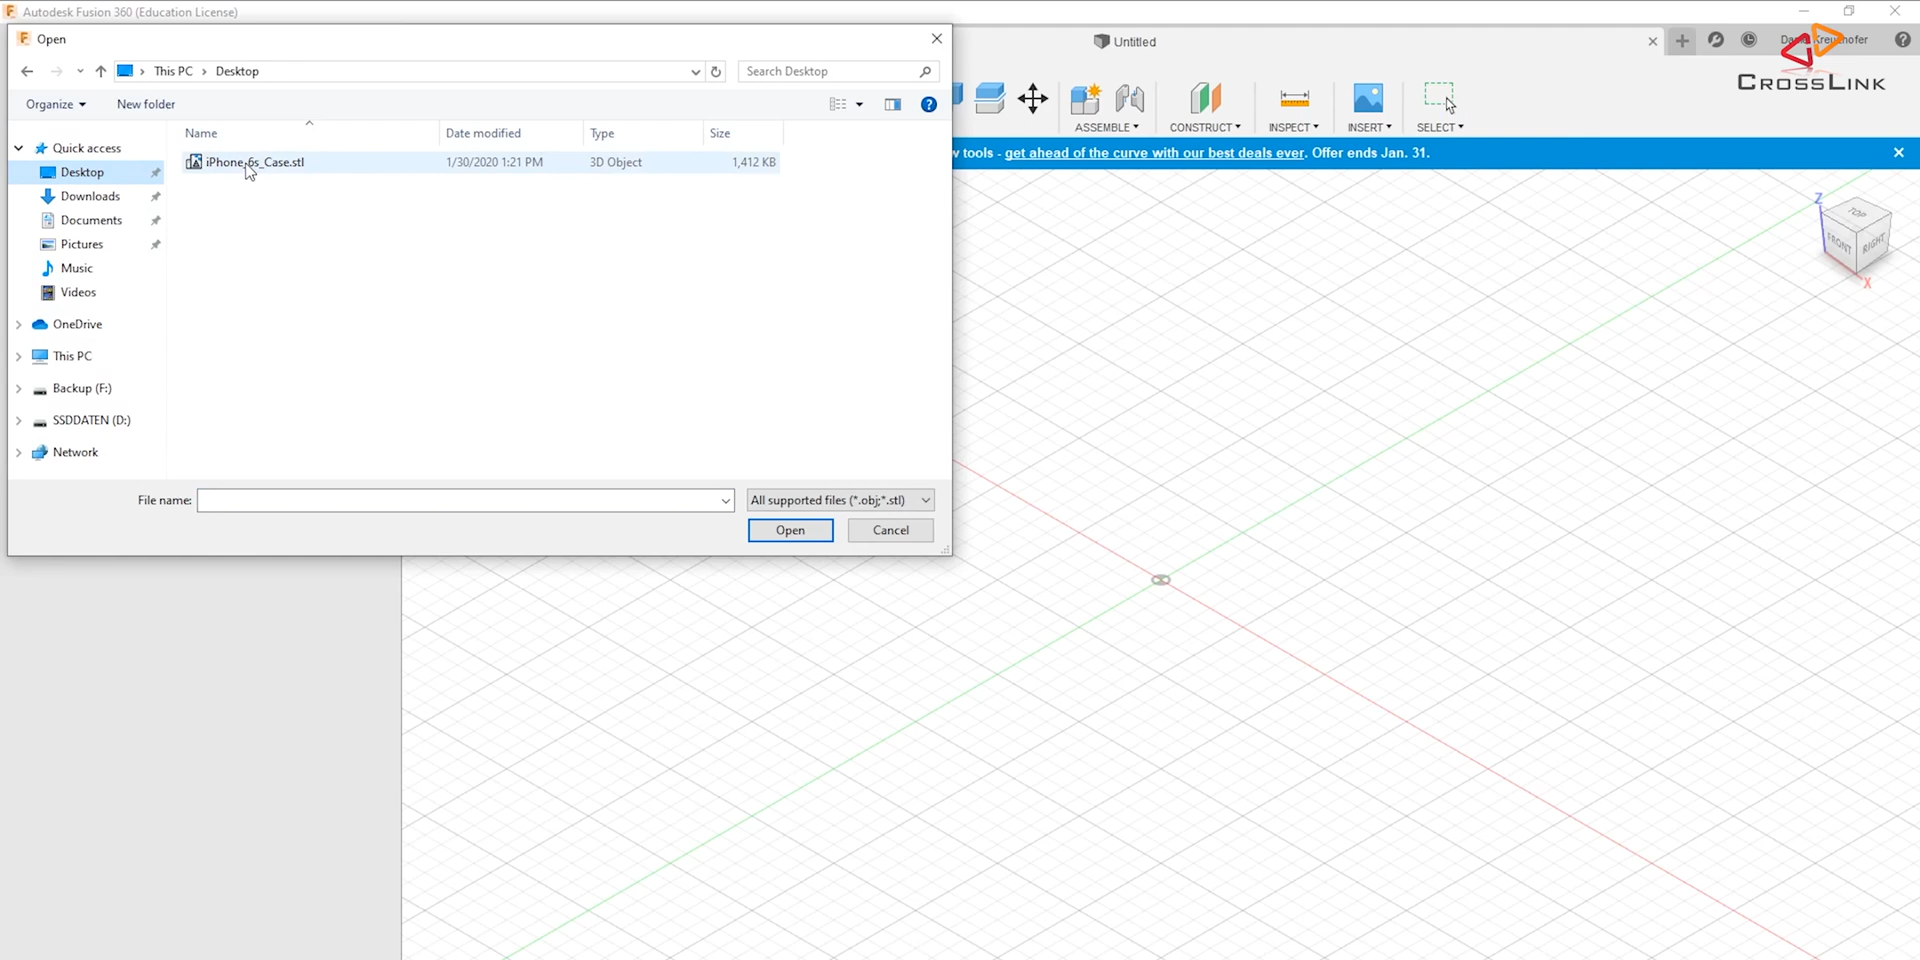 Autodesk Fusion 360 (Education License)
Open
This PC > Desktop
Search Desktop
Organize
New folder
Name
Date modified
Type
Size
iPhone_6s_Case.stl
1/30/2020 1:21 PM
3D Object
1,412 KB
Quick access
Desktop
Downloads
Documents
Pictures
Music
Videos
OneDrive
This PC
Backup (F:)
SSDDATEN (D:)
Network
File name:
All supported files (*.obj;*.stl)
Open
Cancel
Untitled
CROSSLINK
ASSEMBLE
CONSTRUCT
INSPECT
INSERT
SELECT
tools - get ahead of the curve with our best deals ever. Offer ends Jan. 31.
Z
TOP
FRONT
RIGHT
X